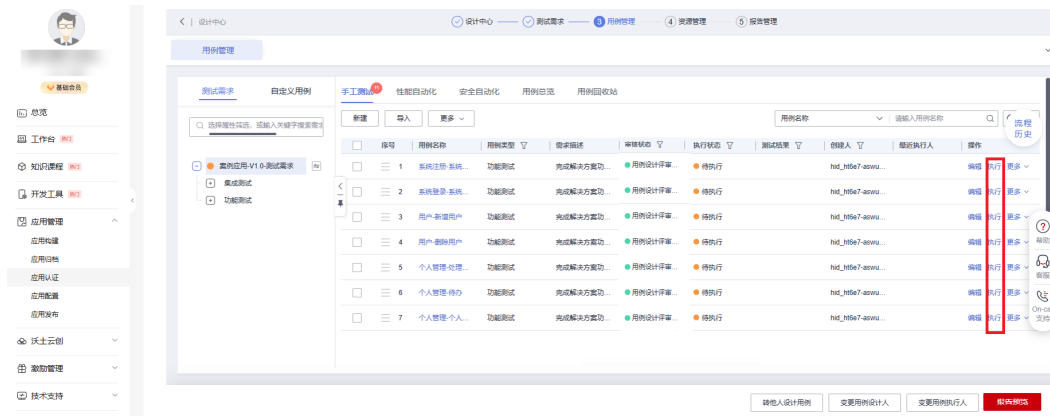 基础会员
总览
工作台 热门
知识课程 热门
开发工具 热门
应用管理
应用构建
应用归档
应用认证
应用配置
应用发布
沃土云创
激励管理
技术支持
设计中心
设计中心 测试需求 3 用例管理 4 资源管理 5 报告管理
用例管理
测试需求 自定义用例
选择属性筛选，或输入关键字搜索需求
案例应用-V1.0-测试需求
集成测试
功能测试
手工测试 性能自动化 安全自动化 用例总览 用例回收站
新建 导入 更多 用例名称 请输入用例名称
流程历史
序号 用例名称 用例类型 需求描述 审核状态 执行状态 测试结果 创建人 最近执行人 操作
1 系统注册-系统... 功能测试 完成解决方案功... 用例设计评审... 待执行 hid_ht6e7-aswu... 编辑 执行 更多
2 系统登录-系统... 功能测试 完成解决方案功... 用例设计评审... 待执行 hid_ht6e7-aswu... 编辑 执行 更多
3 用户-新增用户 功能测试 完成解决方案功... 用例设计评审... 待执行 hid_ht6e7-aswu... 编辑 执行 更多
4 用户-删除用户 功能测试 完成解决方案功... 用例设计评审... 待执行 hid_ht6e7-aswu... 编辑 执行 更多
5 个人管理-处理... 功能测试 完成解决方案功... 用例设计评审... 待执行 hid_ht6e7-aswu... 编辑 执行 更多
6 个人管理-待办 功能测试 完成解决方案功... 用例设计评审... 待执行 hid_ht6e7-aswu... 编辑 执行 更多
7 个人管理-个人... 功能测试 完成解决方案功... 用例设计评审... 待执行 hid_ht6e7-aswu... 编辑 执行 更多
帮助
客服
On-ca
支持
转他人设计用例 变更用例设计人 变更用例执行人 报告预览